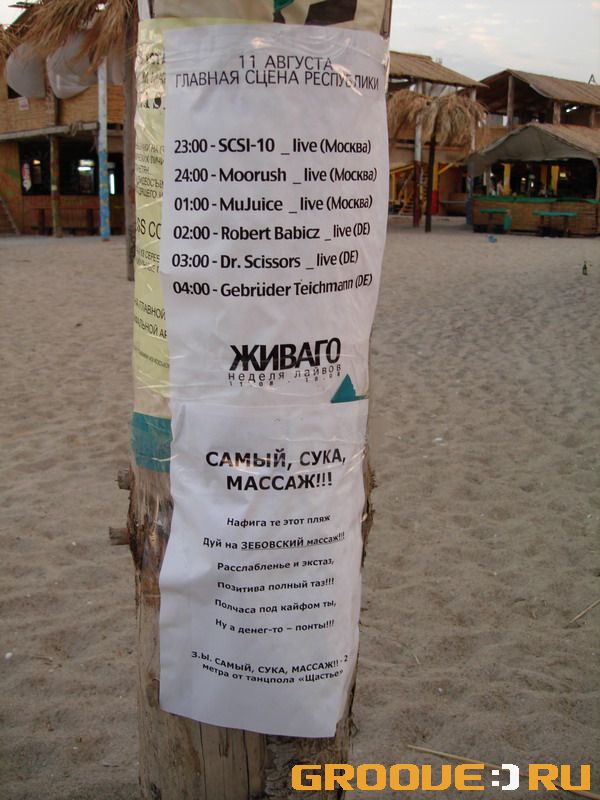 11 АВГУСТА
ГЛАВНАЯ СЦЕНА РЕСПУБЛИКИ
23:00 - SCSI-10 _live (Москва)
24:00 - Moorush _live (Москва)
01:00 - MuJuice _live (Москва)
02:00 - Robert Babicz _live (DE)
03:00 - Dr. Scissors _live (DE)
04:00 - Gebrüder Teichmann (DE)
ЖИВАГО
неделя лайвов
САМЫЙ, СУКА,
МАССАЖ!!!
Нафига те этот пляж
Дуй на ЗЕБОВСКИЙ массаж!!!
Расслабленье и экстаз,
Позитива полный таз!!!
Полчаса под кайфом ты,
Ну а денег-то – понты!!!
З.Ы. САМЫЙ, СУКА, МАССАЖ!! - 2
метра от танцпола «Щастье»
GROOVE:) RU